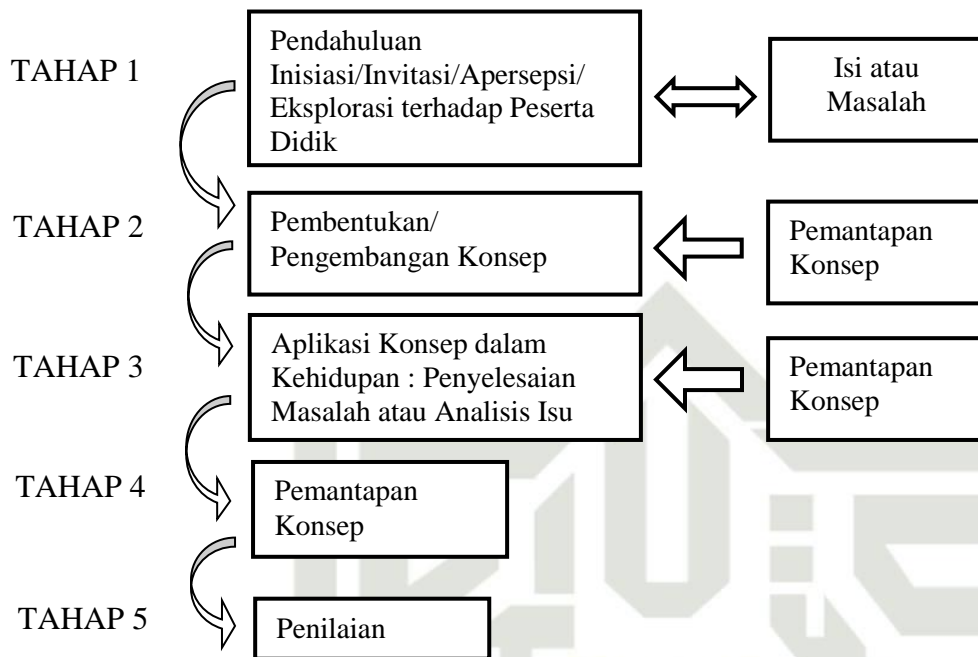 TAHAP 1
Pendahuluan
Inisiasi/Invitasi/Apersepsi/
Eksplorasi terhadap Peserta
Didik
Isi atau
Masalah
TAHAP 2
Pembentukan/
Pengembangan Konsep
Pemantapan
Konsep
TAHAP 3
Aplikasi Konsep dalam
Kehidupan : Penyelesaian
Masalah atau Analisis Isu
Pemantapan
Konsep
TAHAP 4
Pemantapan
Konsep
TAHAP 5
Penilaian